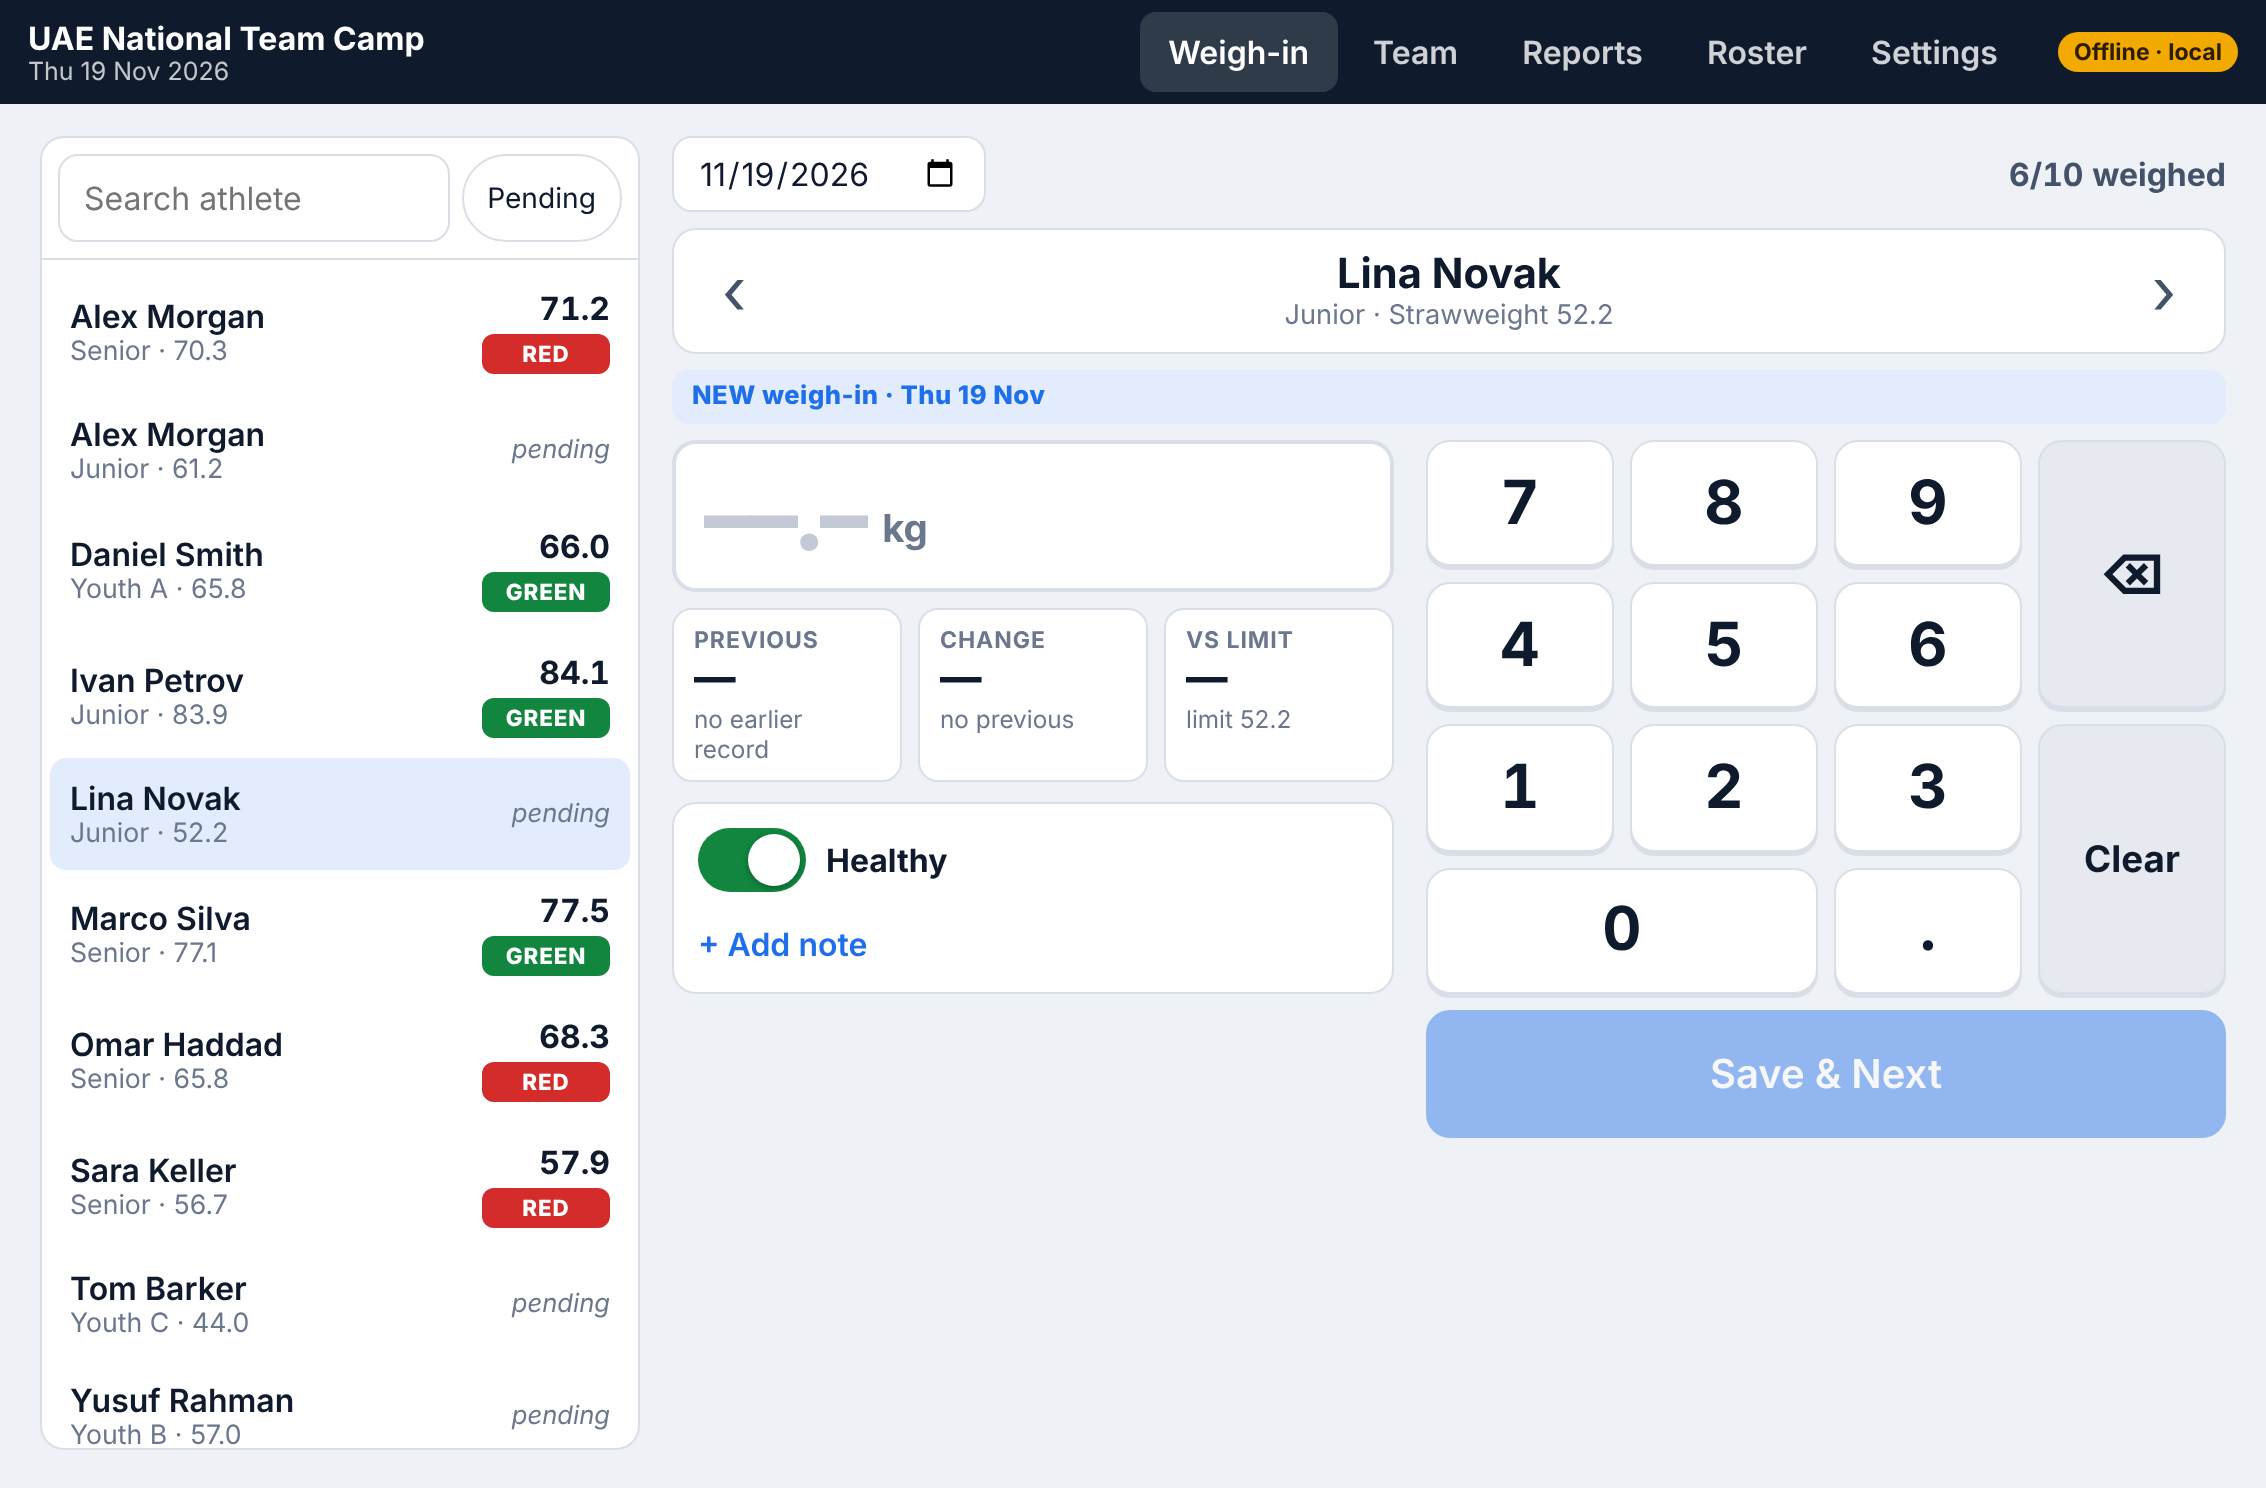 UAE National Team Camp
Thu 19 Nov 2026
Weigh-in
Team
Reports
Roster
Settings
Offline · local
Search athlete
Pending
Alex Morgan
71.2
Senior · 70.3
RED
Alex Morgan
pending
Junior · 61.2
Daniel Smith
66.0
Youth A · 65.8
GREEN
Ivan Petrov
84.1
Junior · 83.9
GREEN
Lina Novak
pending
Junior · 52.2
Marco Silva
77.5
Senior · 77.1
GREEN
Omar Haddad
68.3
Senior · 65.8
RED
Sara Keller
57.9
Senior · 56.7
RED
Tom Barker
pending
Youth C · 44.0
Yusuf Rahman
pending
Youth B · 57.0
11/19/2026
6/10 weighed
Lina Novak
Junior · Strawweight 52.2
NEW weigh-in · Thu 19 Nov
——.— kg
PREVIOUS
—
no earlier
record
CHANGE
—
no previous
VS LIMIT
—
limit 52.2
Healthy
+ Add note
7 8 9
4 5 6
1 2 3
0 .
Clear
Save & Next